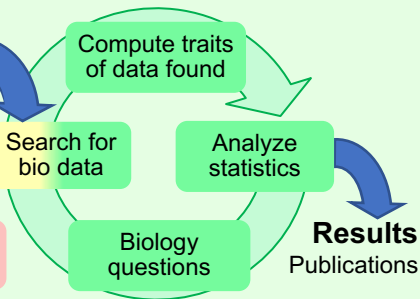 Compute traits
of data found
Search for
bio data
Analyze
statistics
Biology
questions
Results
Publications